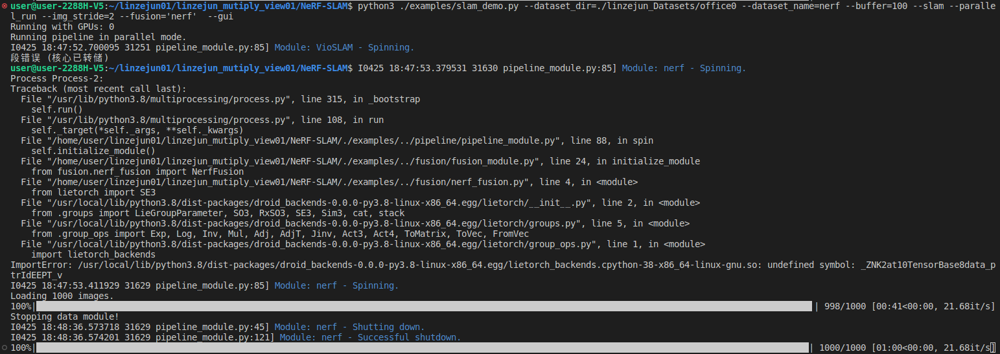 user@user-2288H-V5:~/linzejun01/linzejun_mutiply_view01/NeRF-SLAM$ python3 ./examples/slam_demo.py --dataset_dir=./linzejun_Datasets/office0 --dataset_name=nerf --buffer=100 --slam --paralle
l_run --img_stride=2 --fusion='nerf'  --gui
Running with GPUs: 0
Running pipeline in parallel mode.
I0425 18:47:52.700095 31251 pipeline_module.py:85] Module: VioSLAM - Spinning.
段错误 (核心已转储)
user@user-2288H-V5:~/linzejun01/linzejun_mutiply_view01/NeRF-SLAM$ I0425 18:47:53.379531 31630 pipeline_module.py:85] Module: nerf - Spinning.
Process Process-2:
Traceback (most recent call last):
  File "/usr/lib/python3.8/multiprocessing/process.py", line 315, in _bootstrap
    self.run()
  File "/usr/lib/python3.8/multiprocessing/process.py", line 108, in run
    self._target(*self._args, **self._kwargs)
  File "/home/user/linzejun01/linzejun_mutiply_view01/NeRF-SLAM/./examples/../pipeline/pipeline_module.py", line 88, in spin
    self.initialize_module()
  File "/home/user/linzejun01/linzejun_mutiply_view01/NeRF-SLAM/./examples/../fusion/fusion_module.py", line 24, in initialize_module
    from fusion.nerf_fusion import NerfFusion
  File "/home/user/linzejun01/linzejun_mutiply_view01/NeRF-SLAM/./examples/../fusion/nerf_fusion.py", line 4, in <module>
    from lietorch import SE3
  File "/usr/local/lib/python3.8/dist-packages/droid_backends-0.0.0-py3.8-linux-x86_64.egg/lietorch/__init__.py", line 2, in <module>
    from .groups import LieGroupParameter, SO3, RxSO3, SE3, Sim3, cat, stack
  File "/usr/local/lib/python3.8/dist-packages/droid_backends-0.0.0-py3.8-linux-x86_64.egg/lietorch/groups.py", line 5, in <module>
    from .group_ops import Exp, Log, Inv, Mul, Adj, AdjT, Jinv, Act3, Act4, ToMatrix, ToVec, FromVec
  File "/usr/local/lib/python3.8/dist-packages/droid_backends-0.0.0-py3.8-linux-x86_64.egg/lietorch/group_ops.py", line 1, in <module>
    import lietorch_backends
ImportError: /usr/local/lib/python3.8/dist-packages/droid_backends-0.0.0-py3.8-linux-x86_64.egg/lietorch_backends.cpython-38-x86_64-linux-gnu.so: undefined symbol: _ZNK2at10TensorBase8data_p
trIdEEPT_v
I0425 18:47:53.411929 31629 pipeline_module.py:85] Module: nerf - Spinning.
Loading 1000 images.
100%| | 998/1000 [00:41<00:00, 21.68it/s]
Stopping data module!
I0425 18:48:36.573718 31629 pipeline_module.py:45] Module: nerf - Shutting down.
I0425 18:48:36.574201 31629 pipeline_module.py:121] Module: nerf - Successful shutdown.
100%| | 1000/1000 [01:00<00:00, 21.68it/s]